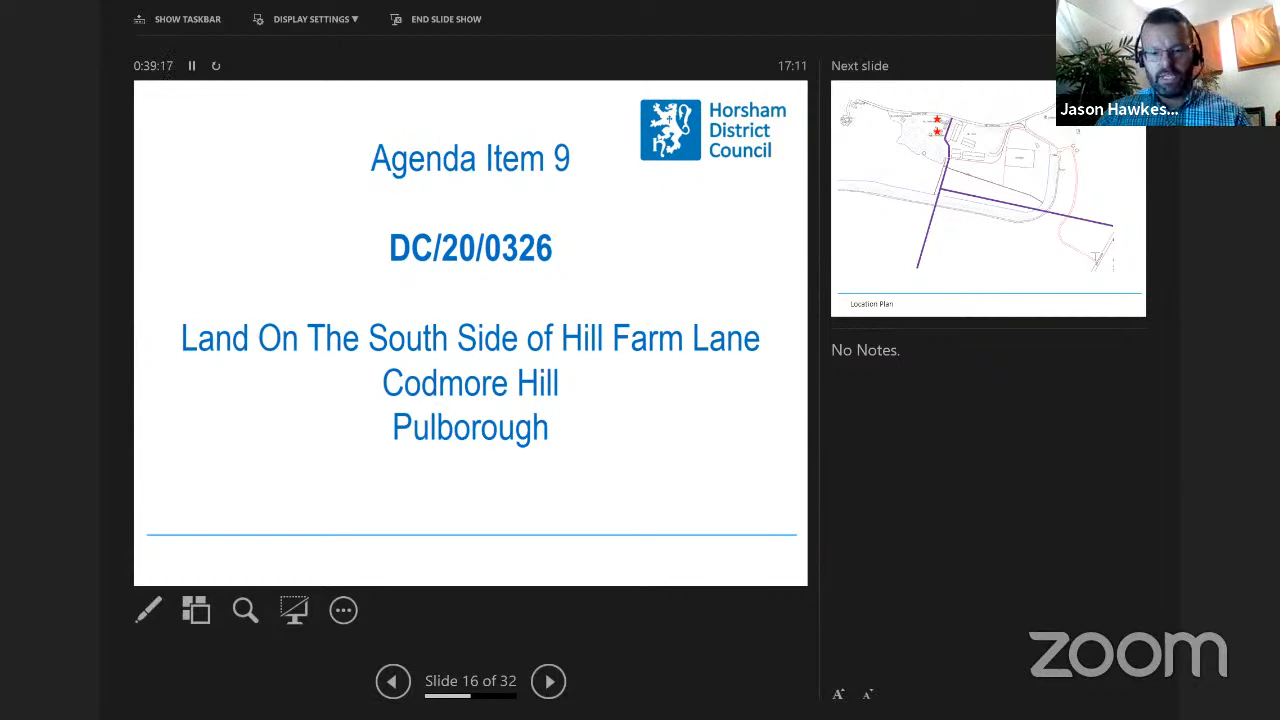 SHOW TASKBAR
DISPLAY SETTINGS ▼
END SLIDE SHOW
0:39:17
17:11
Next slide
Jason Hawkes...
Horsham
District
Council
Agenda Item 9
DC/20/0326
Land On The South Side of Hill Farm Lane
Codmore Hill
Pulborough
Location Plan
No Notes.
Slide 16 of 32
A
A
zoom